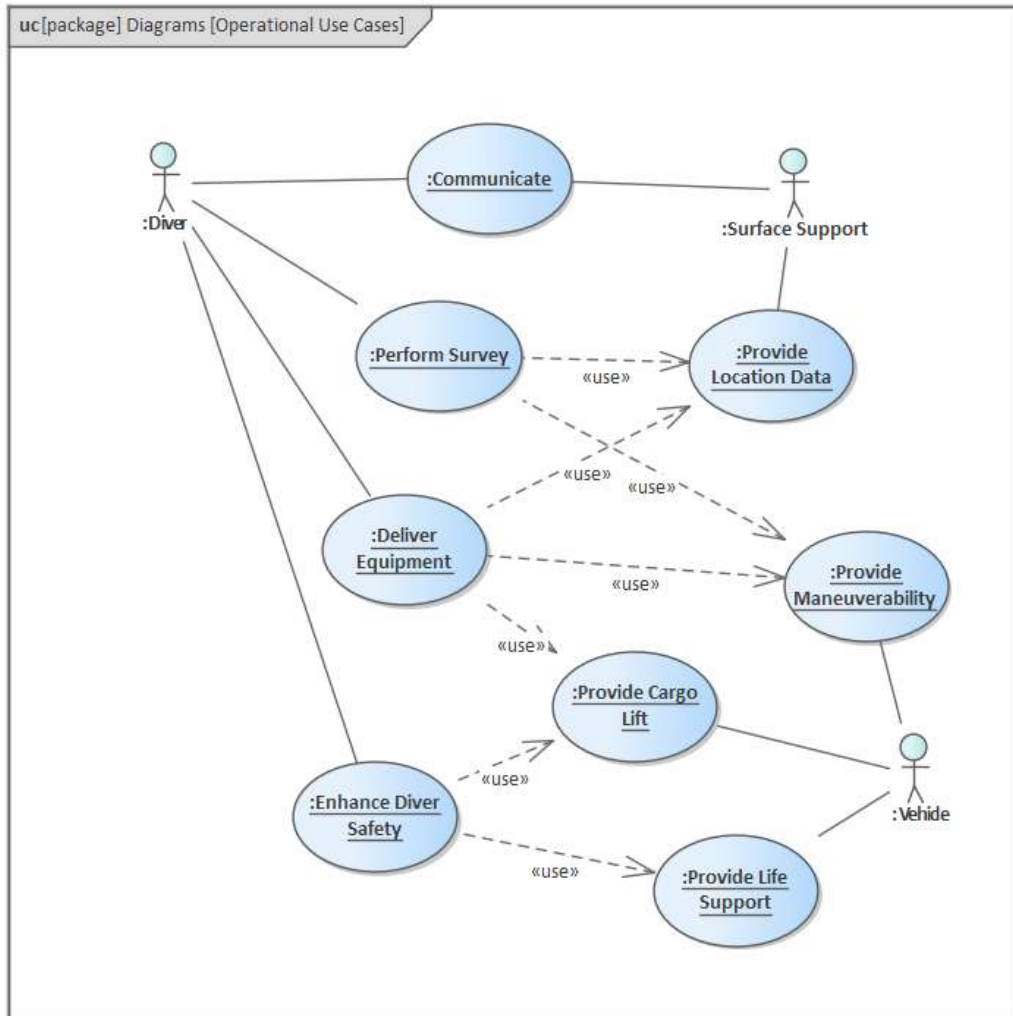 uc [package] Diagrams [Operational Use Cases]
:Communicate
:Diver
:Surface Support
:Perform Survey
:Provide
Location Data
«use»
«use»
«use»
:Deliver
Equipment
:Provide
Maneuverability
«use»
«use»
:Provide Cargo
Lift
«use»
:Enhance Diver
Safety
:Vehide
«use»
:Provide Life
Support